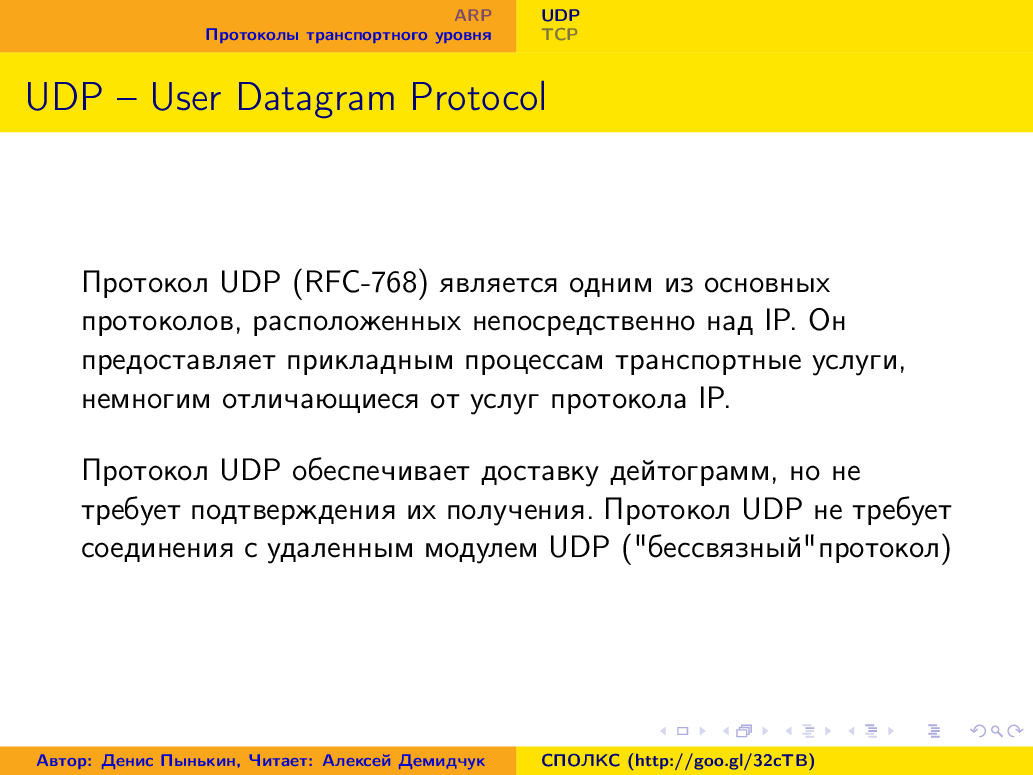 ARP
Протоколы транспортного уровня
UDP
TCP
UDP – User Datagram Protocol
Протокол UDP (RFC-768) является одним из основных
протоколов, расположенных непосредственно над IP. Он
предоставляет прикладным процессам транспортные услуги,
немногим отличающиеся от услуг протокола IP.
Протокол UDP обеспечивает доставку дейтограмм, но не
требует подтверждения их получения. Протокол UDP не требует
соединения с удаленным модулем UDP ("бессвязный"протокол)
Автор: Денис Пынькин, Читает: Алексей Демидчук
СПОЛКС (http://goo.gl/32cTB)